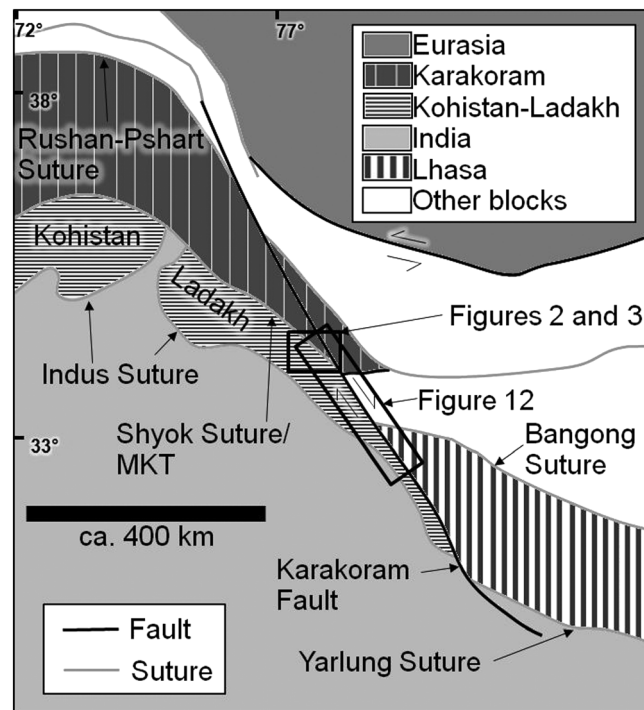 72°
77°
38°
33°
Eurasia
Karakoram
Kohistan-Ladakh
India
Lhasa
Other blocks
Rushan-Pshart
Suture
Kohistan
Ladakh
Figures 2 and 3
Indus Suture
Figure 12
Shyok Suture/
MKT
Bangong
Suture
ca. 400 km
Karakoram
Fault
Fault
Suture
Yarlung Suture